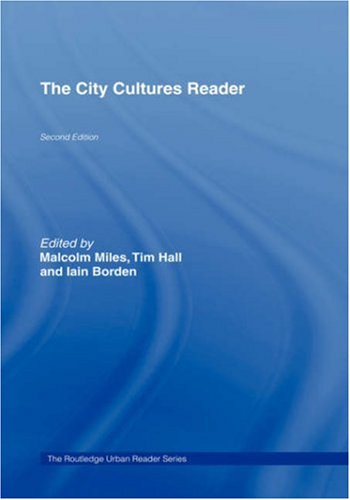 The City Cultures Reader
Second Edition
Edited by
Malcolm Miles, Tim Hall
and Iain Borden
The Routledge Urban Reader Series